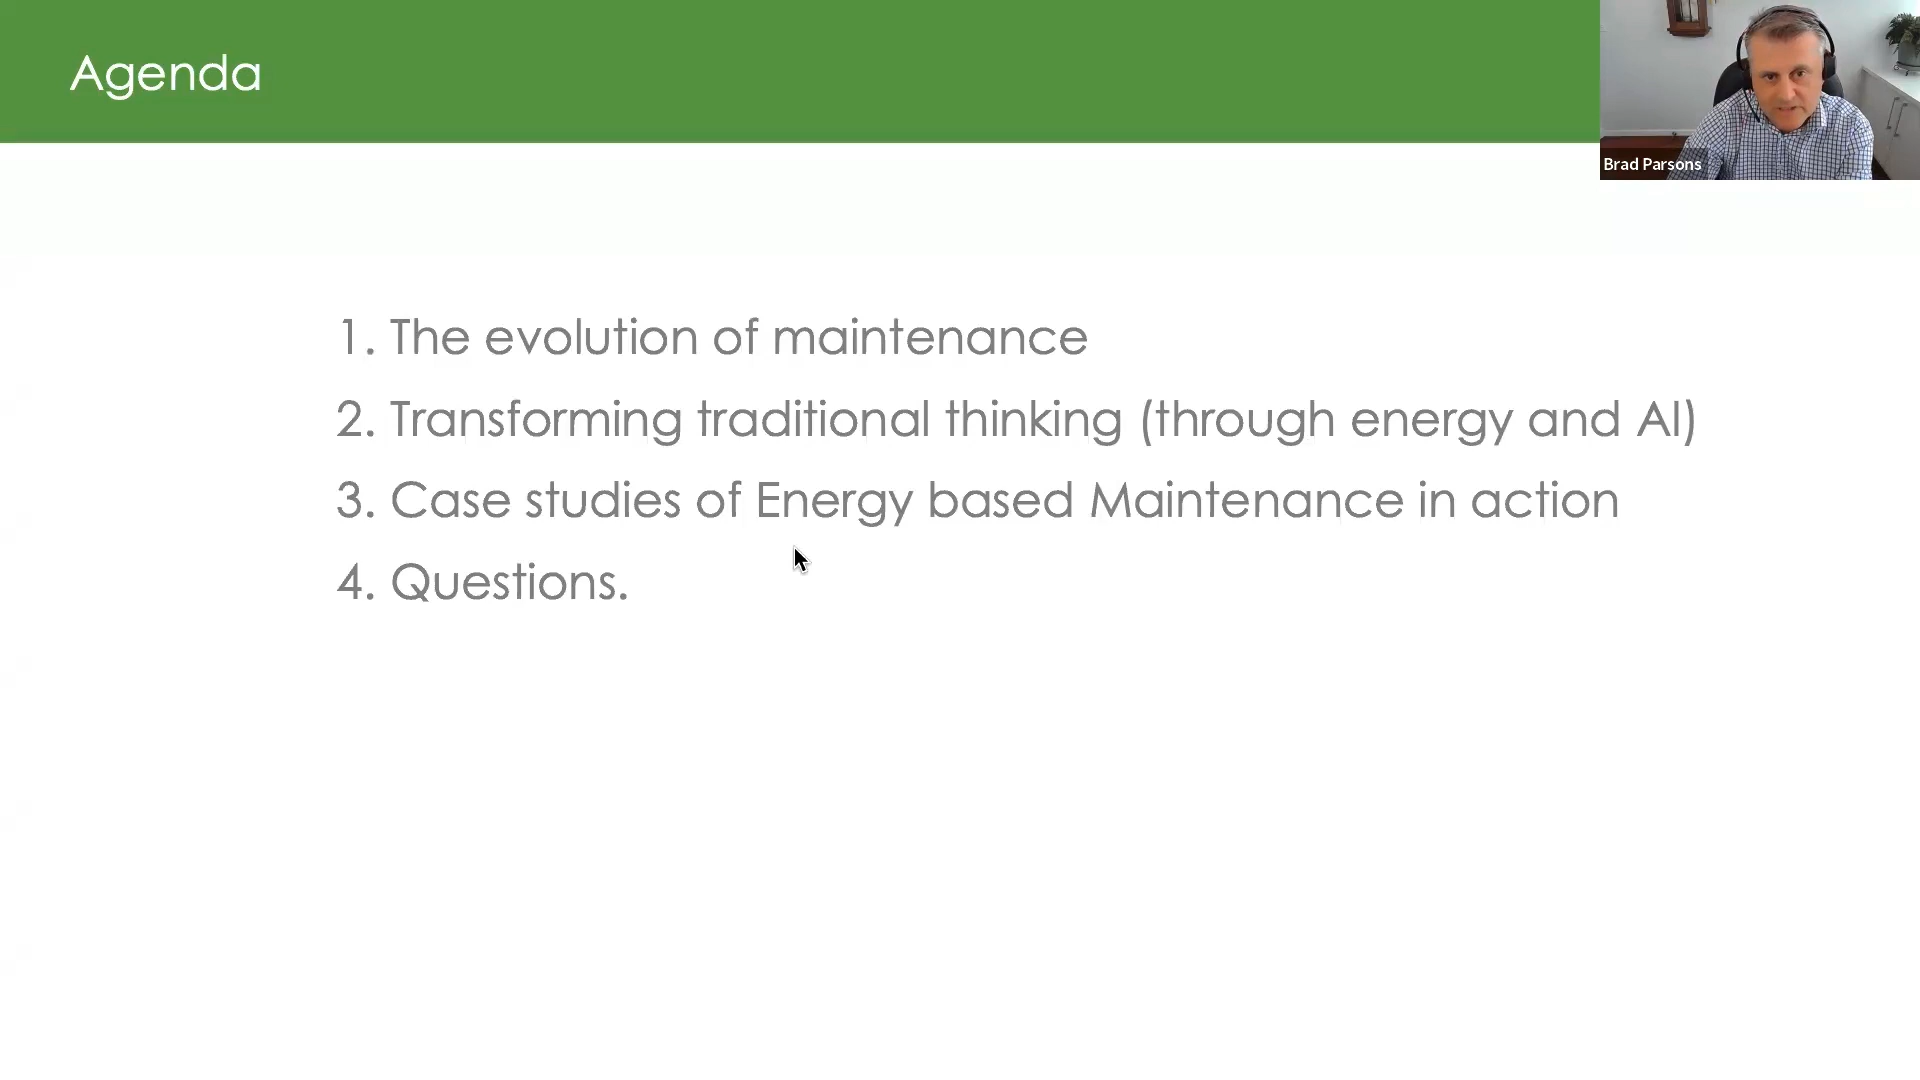 Agenda
Brad Parsons
1. The evolution of maintenance
2. Transforming traditional thinking (through energy and AI)
3. Case studies of Energy based Maintenance in action
4. Questions.